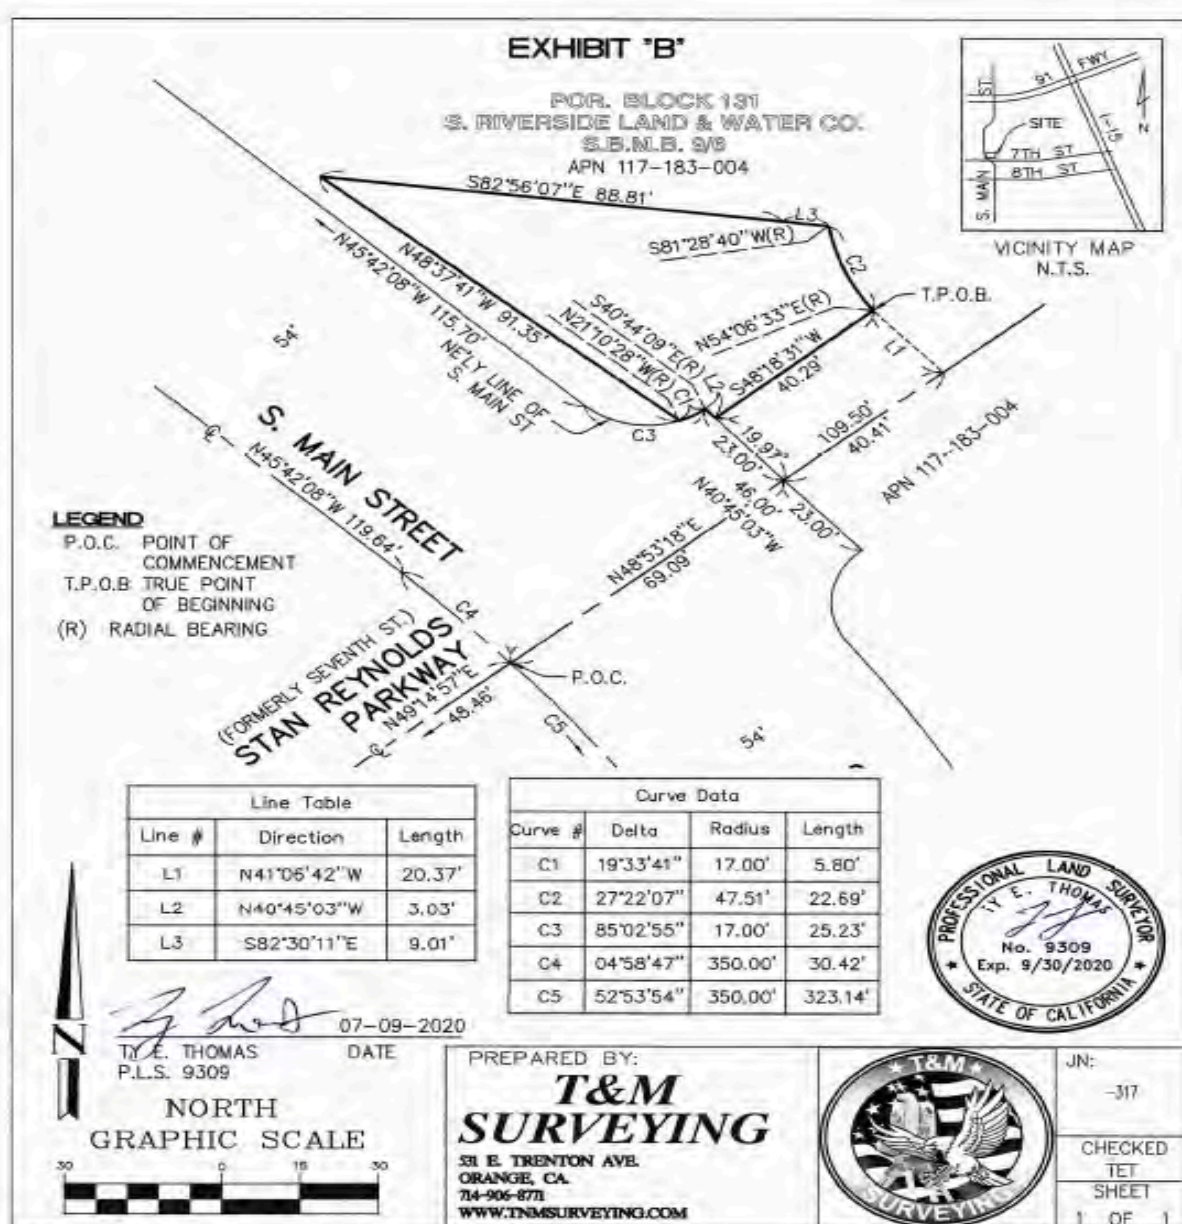 EXHIBIT "B"
POR. BLOCK 131
S. RIVERSIDE LAND & WATER CO.
S.B.M.B. 9/6
APN 117-183-004
S82°56'07"E 88.81'
L3
S81°28'40"W(R)
C2
N45°42'08"W 115.70'
N48°37'41"W 91.35'
NE'LY LINE OF
S. MAIN ST
S40°44'09"E(R)
N21°10'28"W(R)
C1
L2
C3
N54°06'33"E(R)
S48°18'31"W
40.29'
T.P.O.B.
L1
91 FWY
I-15
SITE
7TH ST
8TH ST
S. MAN ST
N
VICINITY MAP
N.T.S.
54'
S. MAIN STREET
℄
N45°42'08"W 119.64'
C4
19.97'
23.00'
46.00'
N40°45'03"W
23.00'
109.50'
40.41'
APN 117-183-004
N48°53'18"E
69.09'
LEGEND
P.O.C. POINT OF
COMMENCEMENT
T.P.O.B TRUE POINT
OF BEGINNING
(R) RADIAL BEARING
(FORMERLY SEVENTH ST.)
STAN REYNOLDS
PARKWAY
N49°14'57"E
48.46'
℄
P.O.C.
C5
54'
Line Table
Line # Direction Length
L1 N41°06'42"W 20.37'
L2 N40°45'03"W 3.03'
L3 S82°30'11"E 9.01'
Curve Data
Curve # Delta Radius Length
C1 19°33'41" 17.00' 5.80'
C2 27°22'07" 47.51' 22.69'
C3 85°02'55" 17.00' 25.23'
C4 04°58'47" 350.00' 30.42'
C5 52°53'54" 350.00' 323.14'
PROFESSIONAL LAND SURVEYOR
TY E. THOMAS
No. 9309
Exp. 9/30/2020
STATE OF CALIFORNIA
N
07-09-2020
TY E. THOMAS DATE
P.L.S. 9309
NORTH
GRAPHIC SCALE
30 0 15 30
PREPARED BY:
T&M
SURVEYING
531 E. TRENTON AVE.
ORANGE, CA.
714-906-8771
WWW.TNMSURVEYING.COM
T&M
SURVEYING
JN:
-317
CHECKED
TET
SHEET
1 OF 1